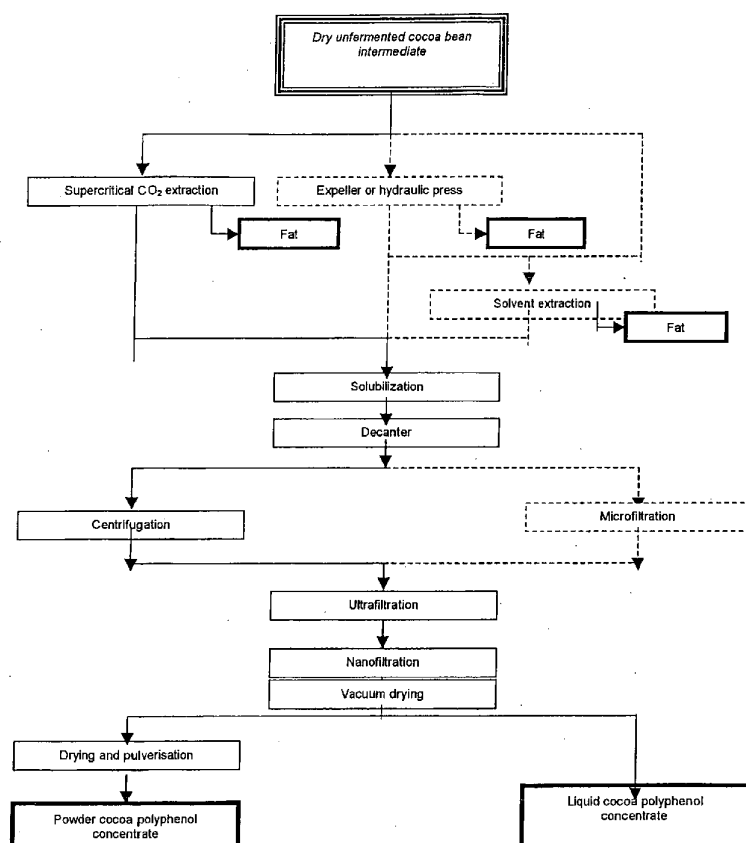 Dry unfermented cocoa bean
intermediate
Supercritical CO₂ extraction
Expeller or hydraulic press
Fat
Fat
Solvent extraction
Fat
Solubilization
Decanter
Centrifugation
Microfiltration
Ultrafiltration
Nanofiltration
Vacuum drying
Drying and pulverisation
Powder cocoa polyphenol
concentrate
Liquid cocoa polyphenol
concentrate